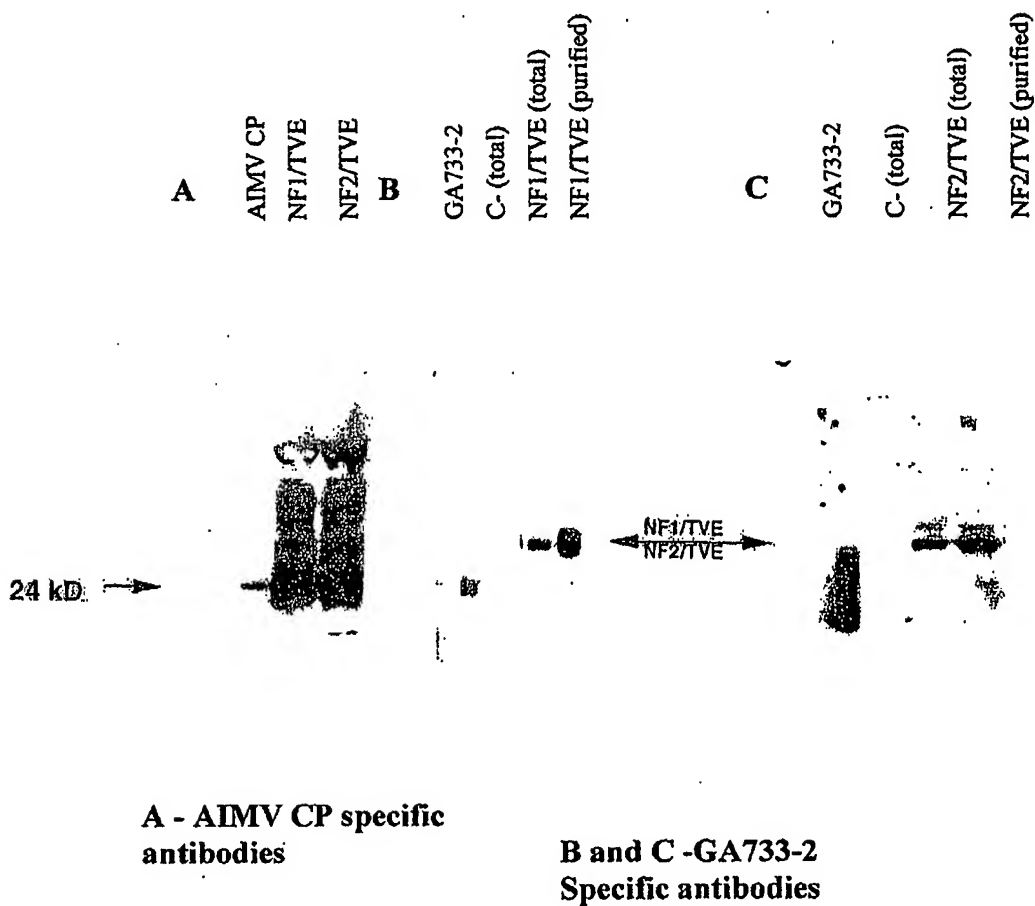 A
AIMV CP
NF1/TVE
NF2/TVE
B
GA733-2
C- (total)
NF1/TVE (total)
NF1/TVE (purified)
C
GA733-2
C- (total)
NF2/TVE (total)
NF2/TVE (purified)
NF1/TVE
NF2/TVE
24 kD
A - AIMV CP specific
antibodies
B and C -GA733-2
Specific antibodies